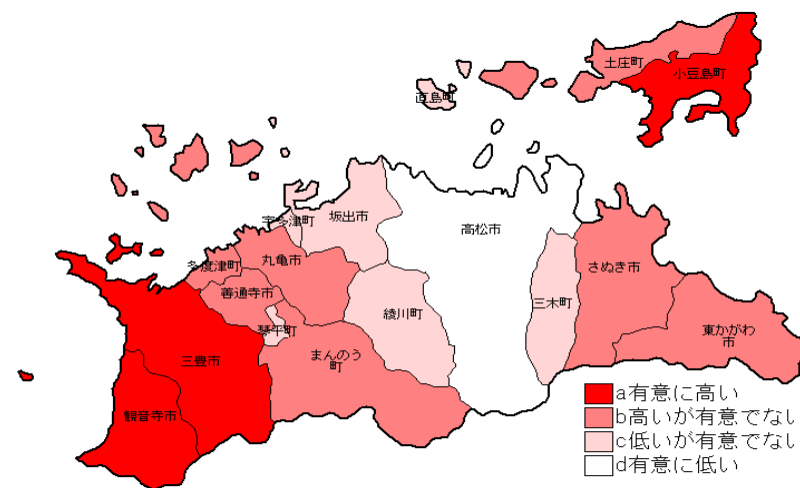 土庄町
小豆島町
直島町
宇多津町
坂出市
高松市
多度津町
丸亀市
さぬき市
善通寺市
綾川町
三木町
琴平町
東かがわ
市
まんのう
町
三豊市
観音寺市
a有意に高い
b高いが有意でない
c低いが有意でない
d有意に低い